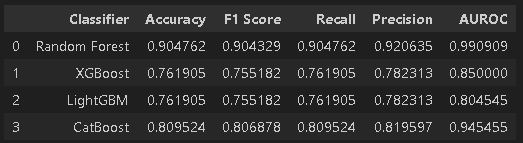 Classifier Accuracy F1 Score Recall Precision AUROC
0 Random Forest 0.904762 0.904329 0.904762 0.920635 0.990909
1 XGBoost 0.761905 0.755182 0.761905 0.782313 0.850000
2 LightGBM 0.761905 0.755182 0.761905 0.782313 0.804545
3 CatBoost 0.809524 0.806878 0.809524 0.819597 0.945455